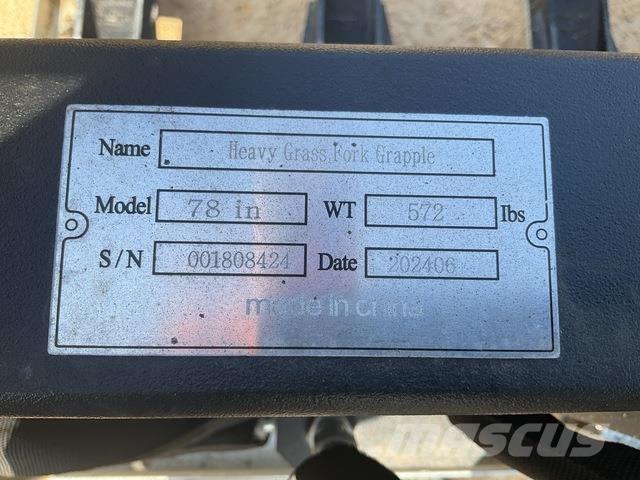 Name Heavy Grass Fork Grapple
Model 78 in WT 572 lbs
S/N 001808424 Date 202406
made in china
mascus